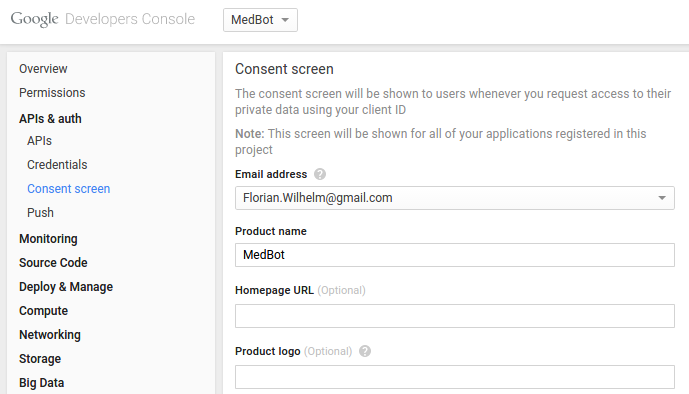 Google Developers Console
MedBot
Overview
Permissions
APIs & auth
APIs
Credentials
Consent screen
Push
Monitoring
Source Code
Deploy & Manage
Compute
Networking
Storage
Big Data
Consent screen
The consent screen will be shown to users whenever you request access to their
private data using your client ID
Note: This screen will be shown for all of your applications registered in this
project
Email address ?
Florian.Wilhelm@gmail.com
Product name
MedBot
Homepage URL (Optional)
Product logo (Optional) ?